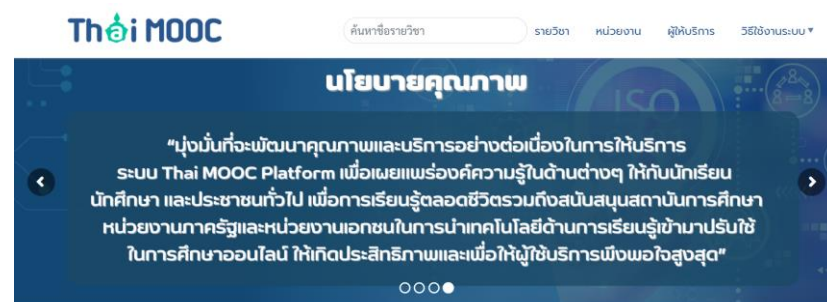 Thai MOOC
ค้นหาชื่อรายวิชา
รายวิชา
หน่วยงาน
ผู้ให้บริการ
วิธีใช้งานระบบ
นโยบายคุณภาพ
ISO
“มุ่งมั่นที่จะพัฒนาคุณภาพและบริการอย่างต่อเนื่องในการให้บริการ
ระบบ Thai MOOC Platform เพื่อเผยแพร่องค์ความรู้ในด้านต่างๆ ให้กับนักเรียน
นักศึกษา และประชาชนทั่วไป เพื่อการเรียนรู้ตลอดชีวิตรวมถึงสนับสนุนสถาบันการศึกษา
หน่วยงานภาครัฐและหน่วยงานเอกชนในการนำเทคโนโลยีด้านการเรียนรู้เข้ามาปรับใช้
ในการศึกษาออนไลน์ ให้เกิดประสิทธิภาพและเพื่อให้ผู้ใช้บริการพึงพอใจสูงสุด”